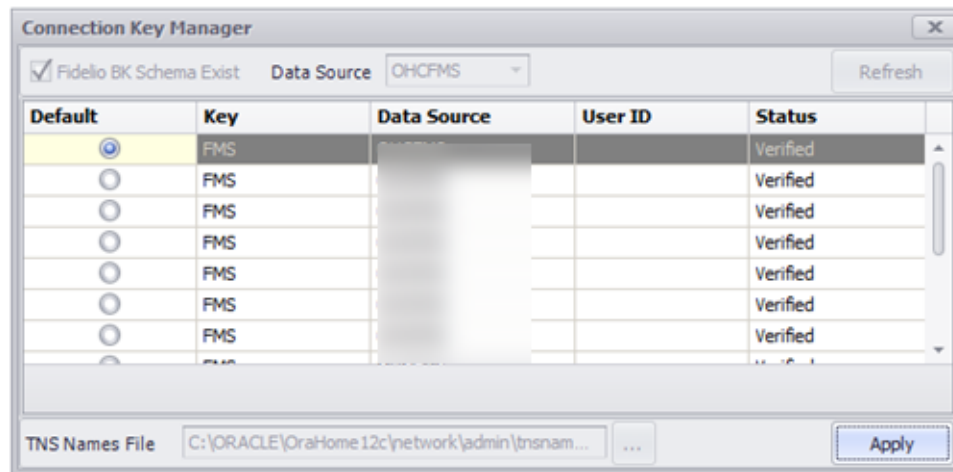 Connection Key Manager
Fidelio BK Schema Exist Data Source OHCFMS Refresh
Default Key Data Source User ID Status
FMS Verified
FMS Verified
FMS Verified
FMS Verified
FMS Verified
FMS Verified
FMS Verified
TNS Names File C:\ORACLE\OraHome12c\network\admin\tnsnam... ... Apply